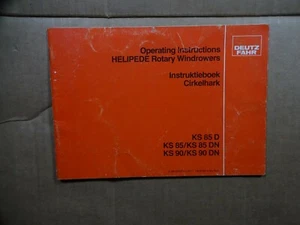 Operating Instructions
HELIPEDE Rotary Windrowers
DEUTZ
FAHR
Instruktieboek
Cirkelhark
KS 65 D
KS 85/KS 85 DN
KS 90/KS 90 DN